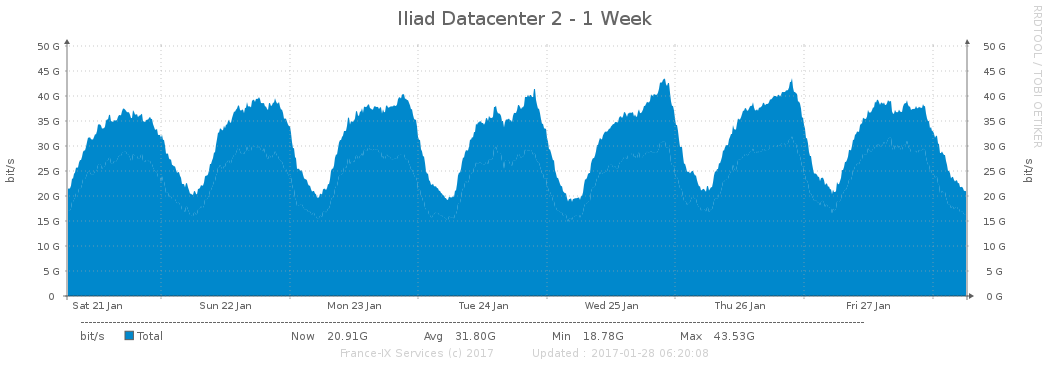 Iliad Datacenter 2 - 1 Week
RRDTOOL / TOBI OETIKER
bit/s
50 G 50 G
45 G 45 G
40 G 40 G
35 G 35 G
30 G 30 G
25 G 25 G
20 G 20 G
15 G 15 G
10 G 10 G
5 G 5 G
0 0 G
bit/s
Sat 21 Jan Sun 22 Jan Mon 23 Jan Tue 24 Jan Wed 25 Jan Thu 26 Jan Fri 27 Jan
bit/s Total Now 20.91G Avg 31.80G Min 18.78G Max 43.53G
France-IX Services (c) 2017 Updated : 2017-01-28 06:20:08